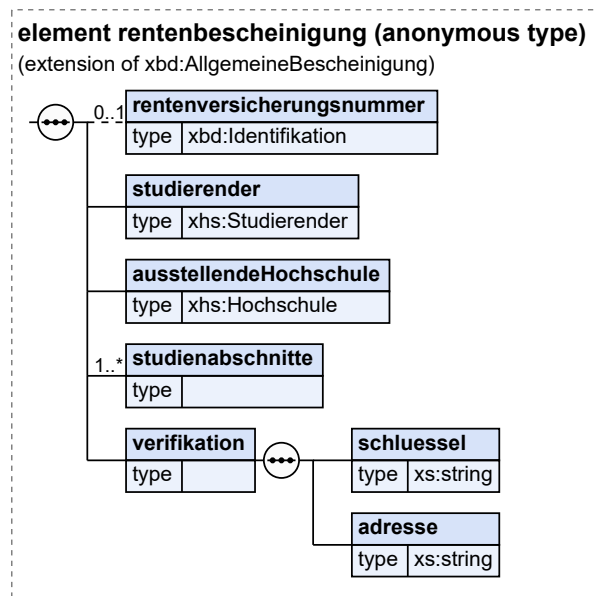 element rentenbescheinigung (anonymous type)
(extension of xbd:AllgemeineBescheinigung)
0..1
rentenversicherungsnummer
type xbd:Identifikation
studierender
type xhs:Studierender
ausstellendeHochschule
type xhs:Hochschule
1..*
studienabschnitte
type
verifikation
type
schluessel
type xs:string
adresse
type xs:string